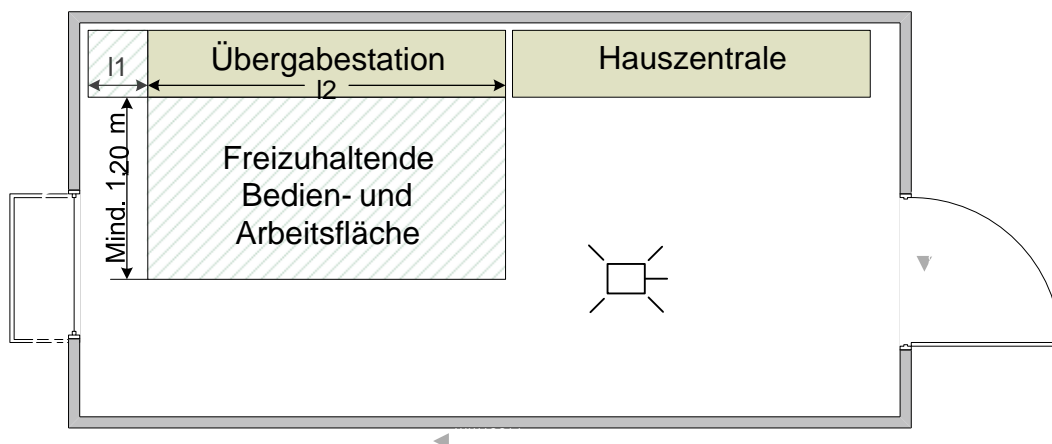 Übergabestation
Hauszentrale
l1
l2
Mind. 1,20 m
Freizuhaltende
Bedien- und
Arbeitsfläche